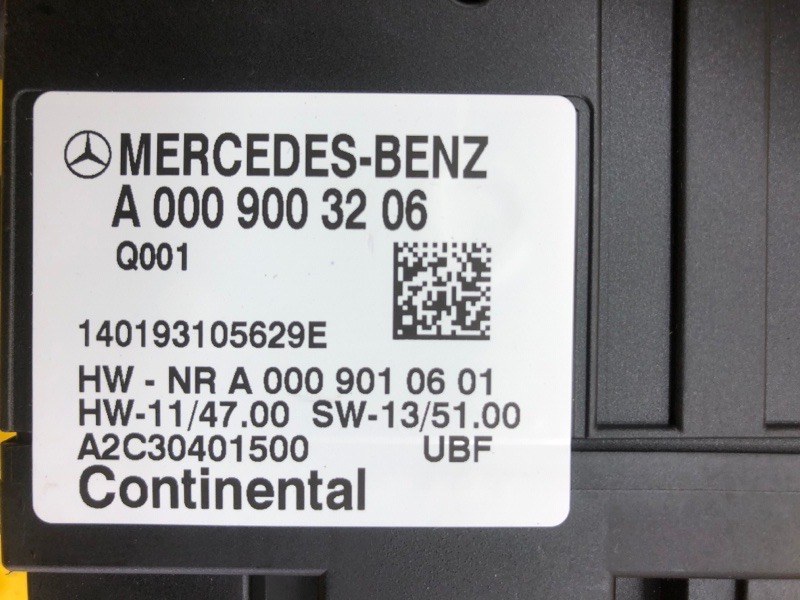 MERCEDES-BENZ
A 000 900 32 06
Q001
140193105629E
HW - NR A 000 901 06 01
HW-11/47.00 SW-13/51.00
A2C30401500 UBF
Continental